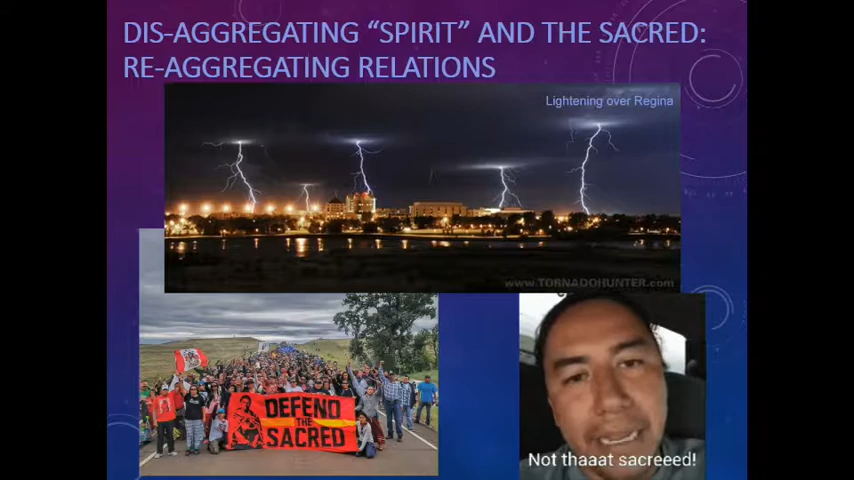 DIS-AGGREGATING “SPIRIT” AND THE SACRED:
RE-AGGREGATING RELATIONS
Lightening over Regina
www.TORNADOHUNTER.com
DEFEND
THE
SACRED
Not thaaat sacreeed!